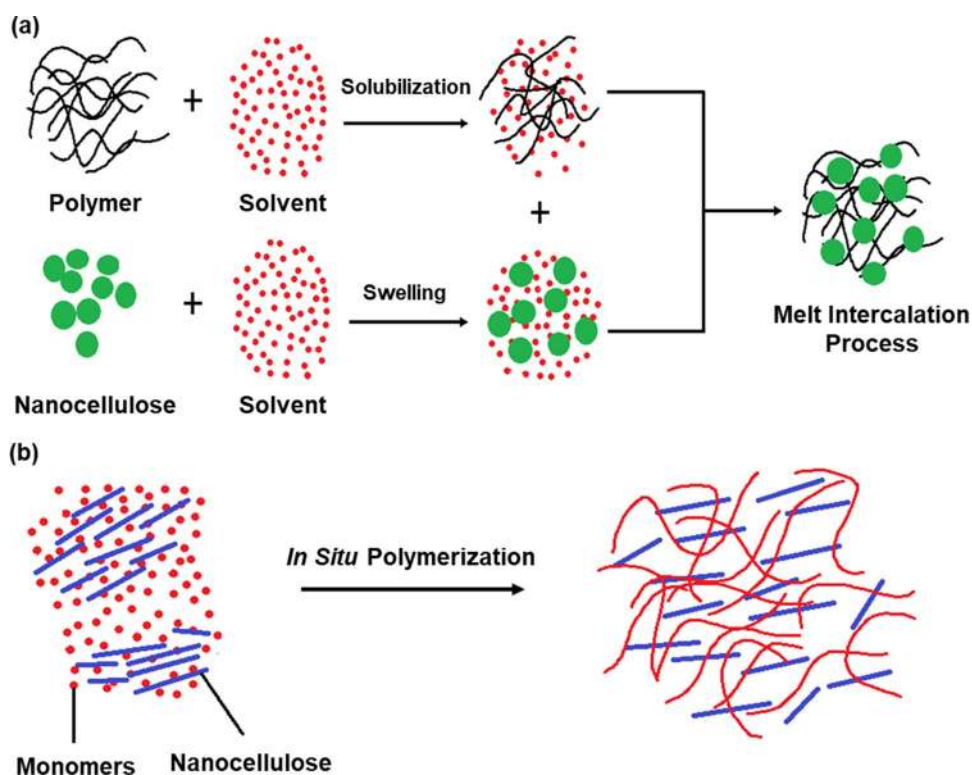 (a)
+
Solubilization
Polymer
Solvent
+
+
Swelling
Nanocellulose
Solvent
Melt Intercalation
Process
(b)
In Situ Polymerization
Monomers
Nanocellulose